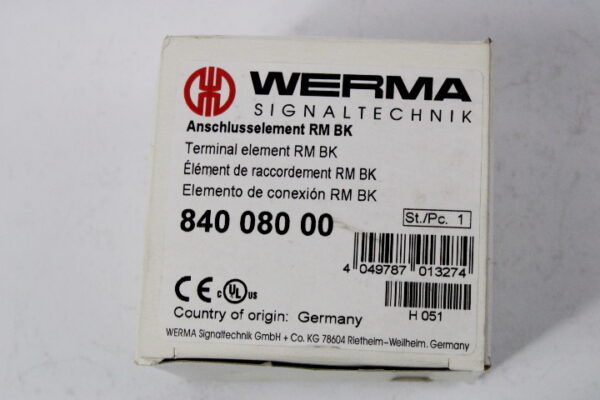 WERMA
SIGNALTECHNIK
Anschlusselement RM BK
Terminal element RM BK
Élément de raccordement RM BK
Elemento de conexión RM BK
840 080 00
St./Pc. 1
4 049787 013274
H 051
CE c UL us
Country of origin: Germany
WERMA Signaltechnik GmbH + Co. KG 78604 Rietheim-Weilheim. Germany